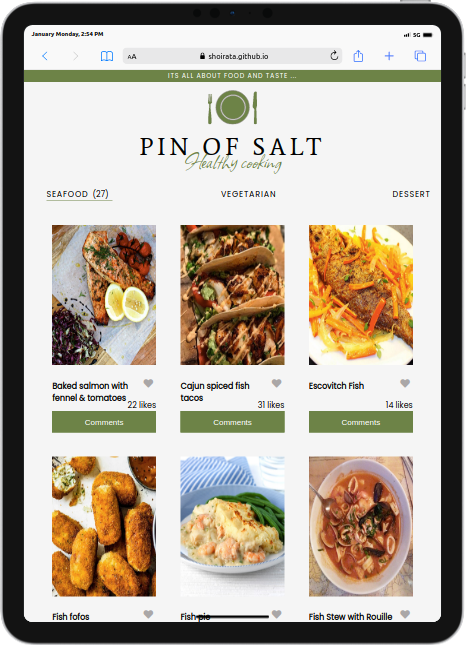 January Monday, 2:54 PM
5G
AA
shoirata.github.io
ITS ALL ABOUT FOOD AND TASTE ...
PIN OF SALT
Healthy cooking
SEAFOOD (27) VEGETARIAN DESSERT
Baked salmon with
fennel & tomatoes
22 likes
Comments
Cajun spiced fish
tacos
31 likes
Comments
Escovitch Fish
14 likes
Comments
Fish fofos
Fish pie
Fish Stew with Rouille